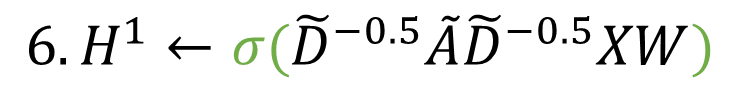 6. H¹ ← σ(D̃⁻⁰·⁵ÃD̃⁻⁰·⁵XW)